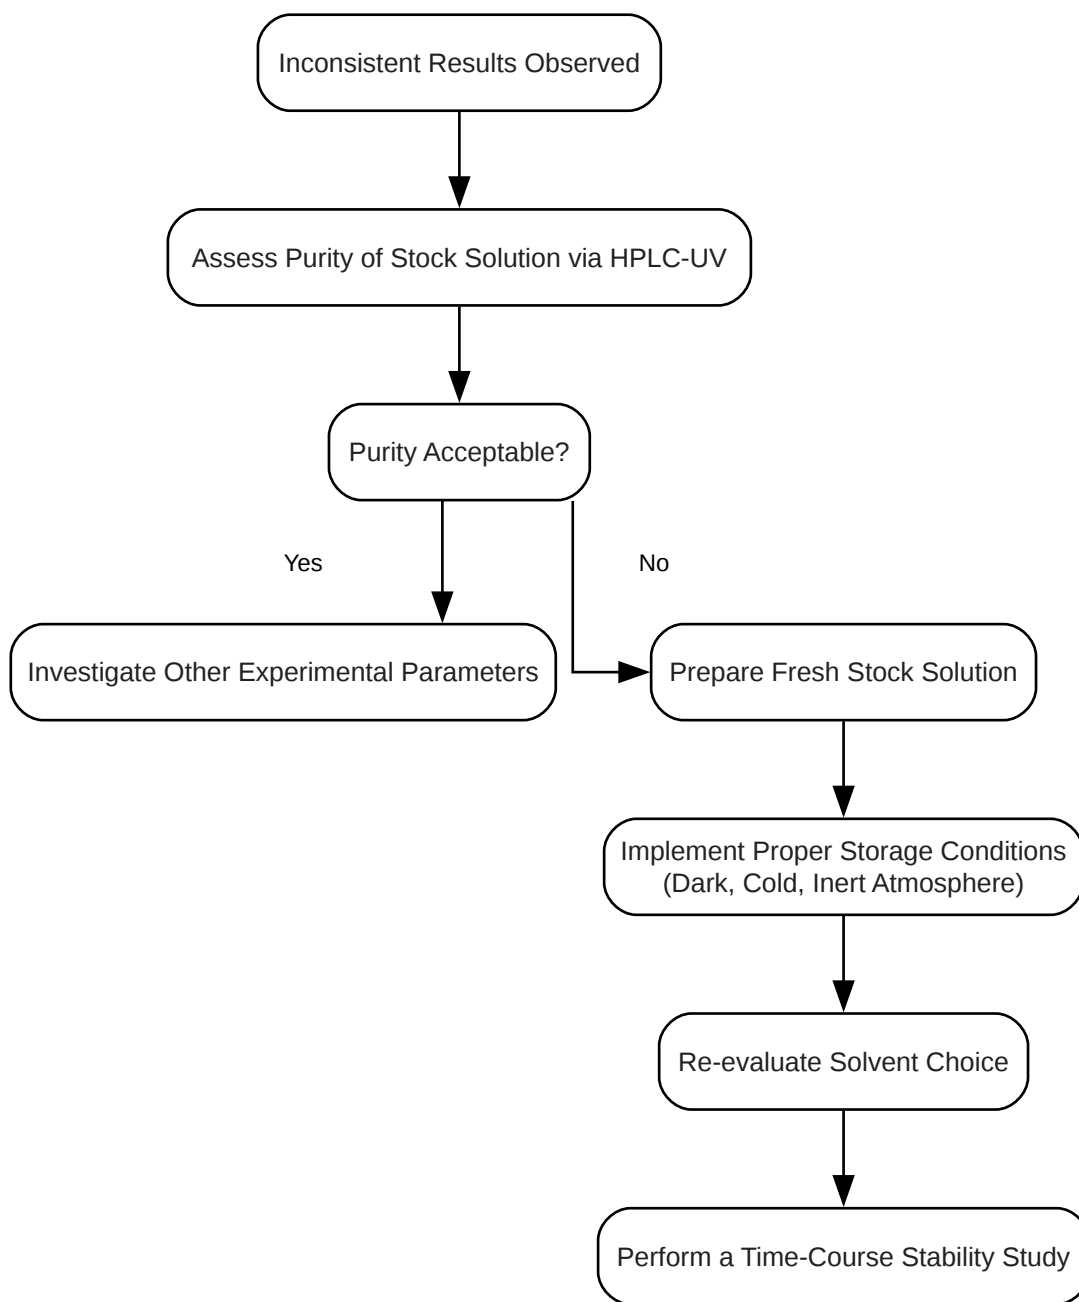 Inconsistent Results Observed
Assess Purity of Stock Solution via HPLC-UV
Purity Acceptable?
Yes
No
Investigate Other Experimental Parameters
Prepare Fresh Stock Solution
Implement Proper Storage Conditions
(Dark, Cold, Inert Atmosphere)
Re-evaluate Solvent Choice
Perform a Time-Course Stability Study